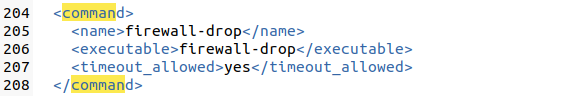 204 <command>
205 <name>firewall-drop</name>
206 <executable>firewall-drop</executable>
207 <timeout_allowed>yes</timeout_allowed>
208 </command>